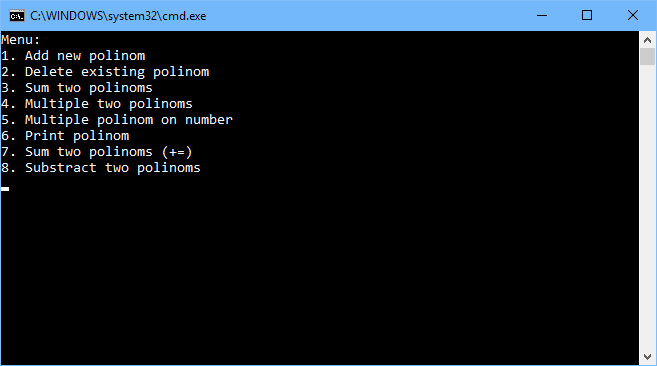 C:\WINDOWS\system32\cmd.exe
Menu:
1. Add new polinom
2. Delete existing polinom
3. Sum two polinoms
4. Multiple two polinoms
5. Multiple polinom on number
6. Print polinom
7. Sum two polinoms (+=)
8. Substract two polinoms